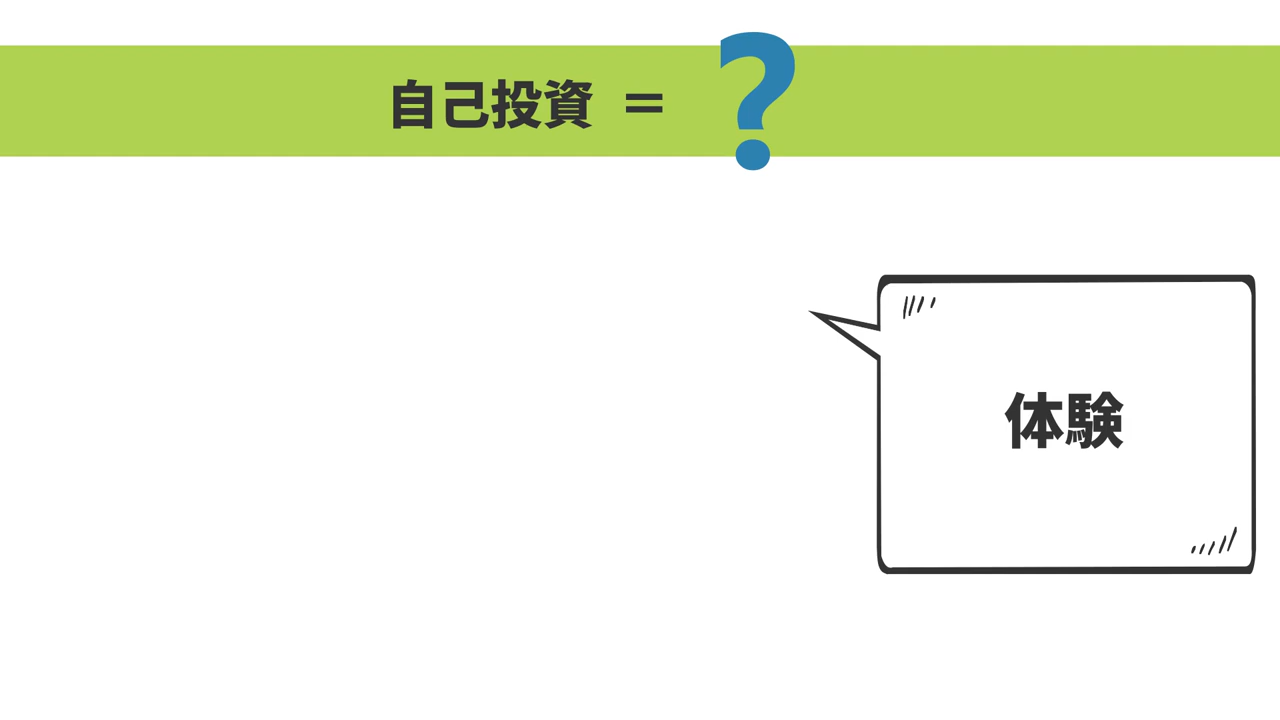 自己投資 = ?
体験